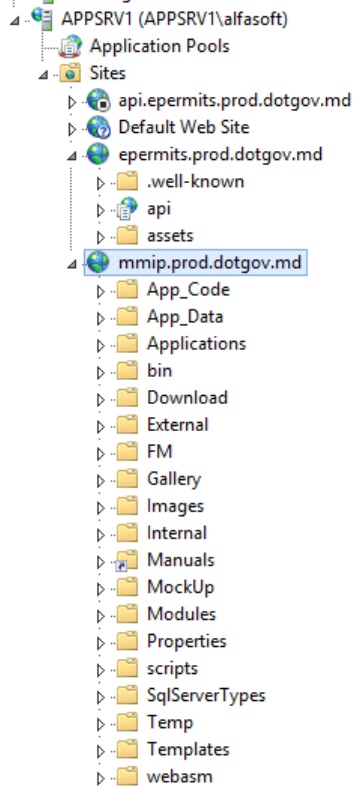 APPSRV1 (APPSRV1\alfasoft)
Application Pools
Sites
api.epermits.prod.dotgov.md
Default Web Site
epermits.prod.dotgov.md
.well-known
api
assets
mmip.prod.dotgov.md
App_Code
App_Data
Applications
bin
Download
External
FM
Gallery
Images
Internal
Manuals
MockUp
Modules
Properties
scripts
SqlServerTypes
Temp
Templates
webasm